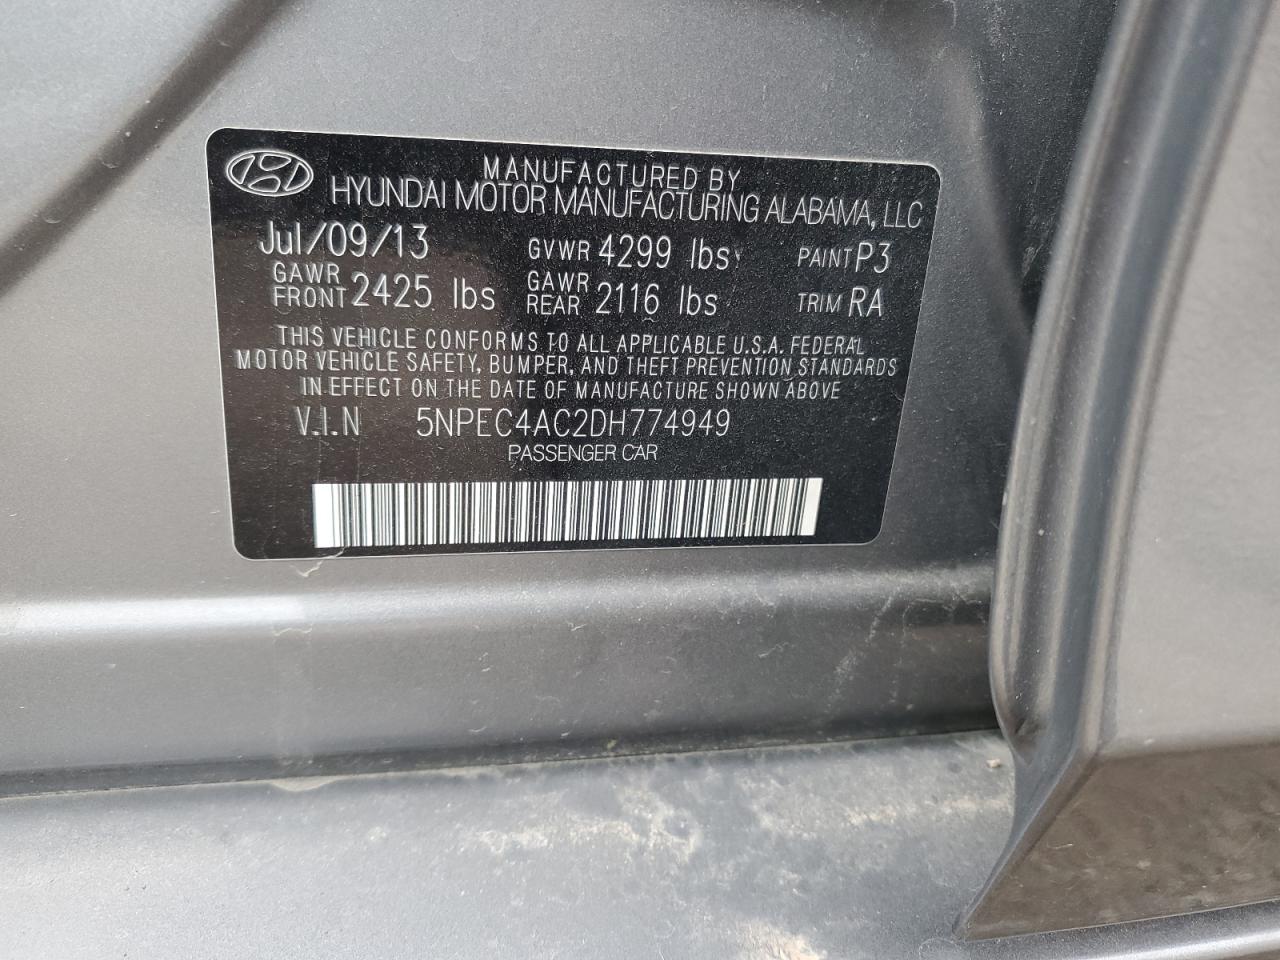 MANUFACTURED BY
HYUNDAI MOTOR MANUFACTURING ALABAMA, LLC
Jul/09/13 GVWR 4299 lbs PAINT P3
GAWR FRONT 2425 lbs GAWR REAR 2116 lbs TRIM RA
THIS VEHICLE CONFORMS TO ALL APPLICABLE U.S.A. FEDERAL
MOTOR VEHICLE SAFETY, BUMPER, AND THEFT PREVENTION STANDARDS
IN EFFECT ON THE DATE OF MANUFACTURE SHOWN ABOVE
V.I.N 5NPEC4AC2DH774949
PASSENGER CAR